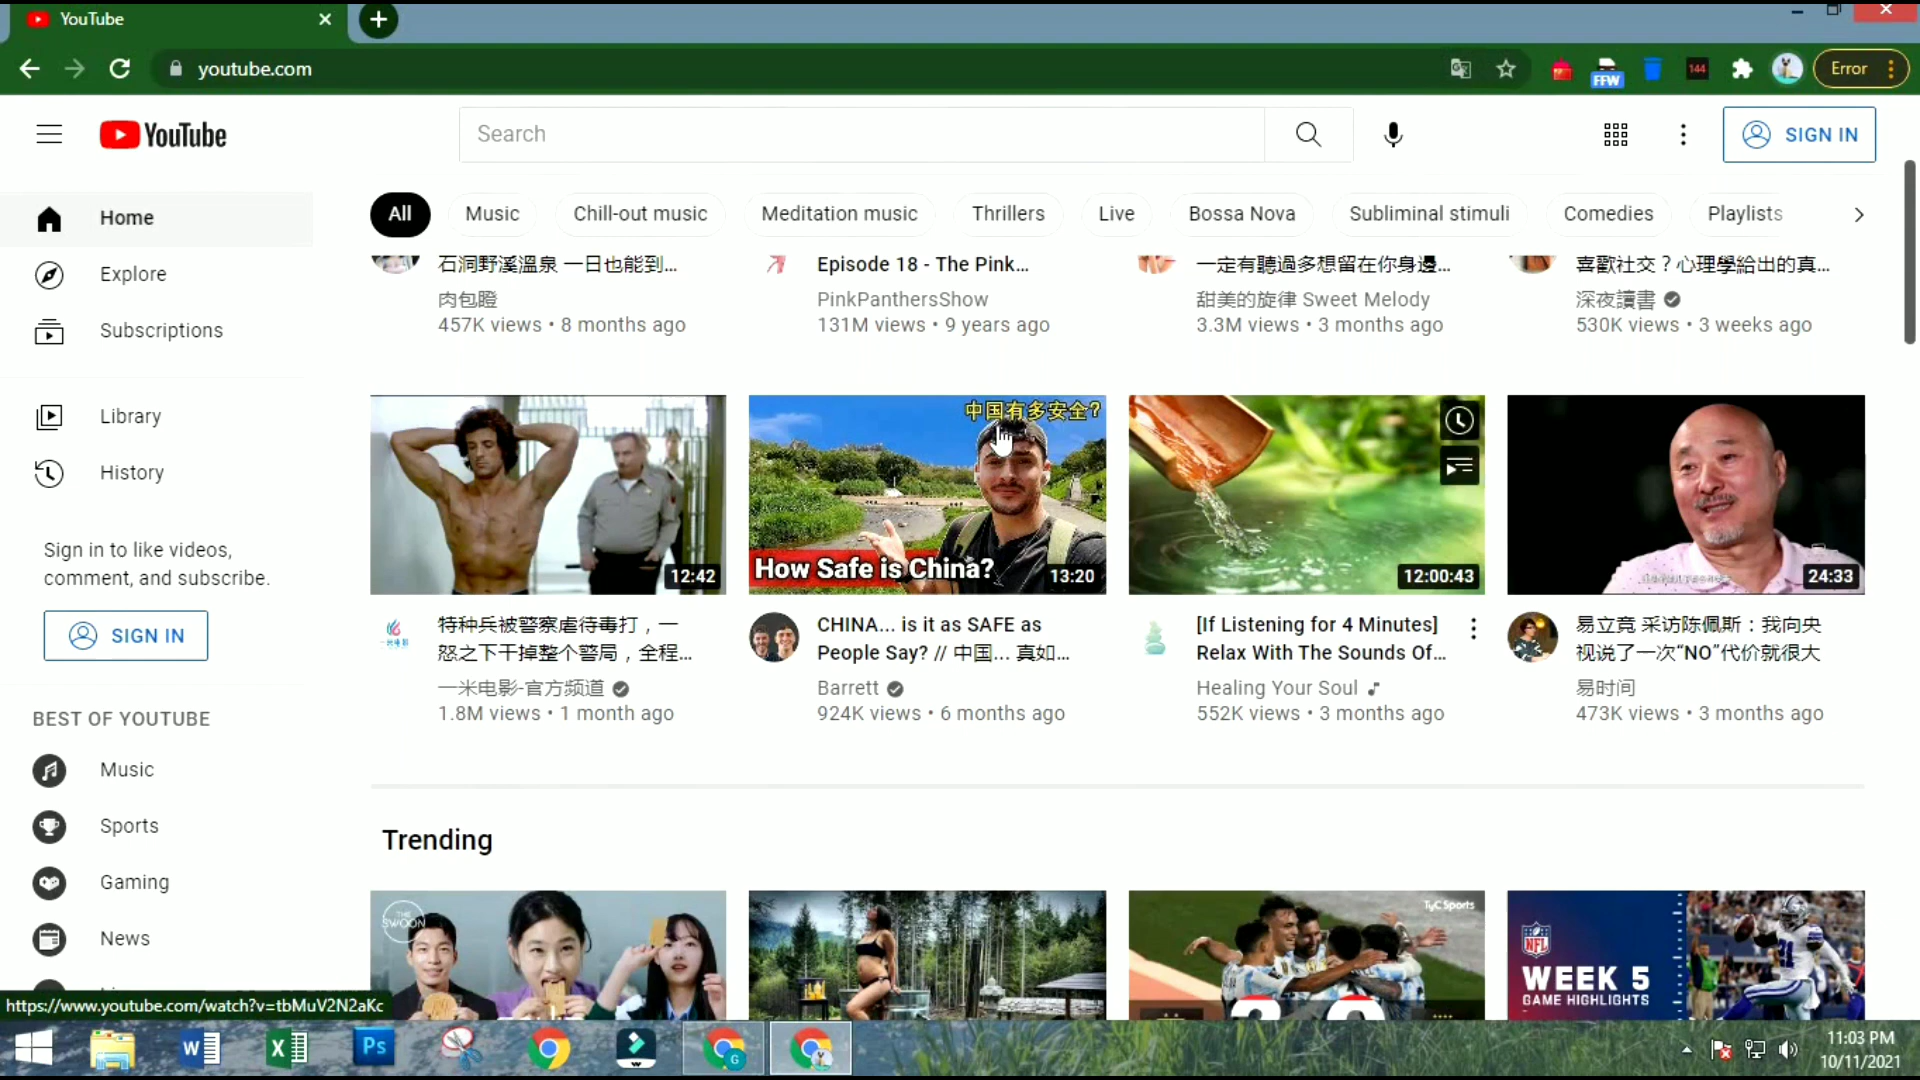 YouTube
youtube.com
FFW
144
Error
YouTube
Search
SIGN IN
Home
Explore
Subscriptions
Library
History
Sign in to like videos,
comment, and subscribe.
SIGN IN
BEST OF YOUTUBE
Music
Sports
Gaming
News
All
Music
Chill-out music
Meditation music
Thrillers
Live
Bossa Nova
Subliminal stimuli
Comedies
Playlists
石洞野溪溫泉 一日也能到...
肉包瞪
457K views • 8 months ago
Episode 18 - The Pink...
PinkPanthersShow
131M views • 9 years ago
一定有聽過多想留在你身邊...
甜美的旋律 Sweet Melody
3.3M views • 3 months ago
喜歡社交？心理學給出的真...
深夜讀書
530K views • 3 weeks ago
12:42
特种兵被警察虐待毒打，一
怒之下干掉整个警局，全程...
一米电影-官方频道
1.8M views • 1 month ago
中国有多安全?
How Safe is China?
13:20
CHINA... is it as SAFE as
People Say? // 中国... 真如...
Barrett
924K views • 6 months ago
12:00:43
[If Listening for 4 Minutes]
Relax With The Sounds Of...
Healing Your Soul
552K views • 3 months ago
24:33
易立竞 采访陈佩斯：我向央
视说了一次“NO”代价就很大
易时间
473K views • 3 months ago
Trending
THE
SWOON
TyC Sports
NFL
WEEK 5
GAME HIGHLIGHTS
https://www.youtube.com/watch?v=tbMuV2N2aKc
Ps
G
11:03 PM
10/11/2021